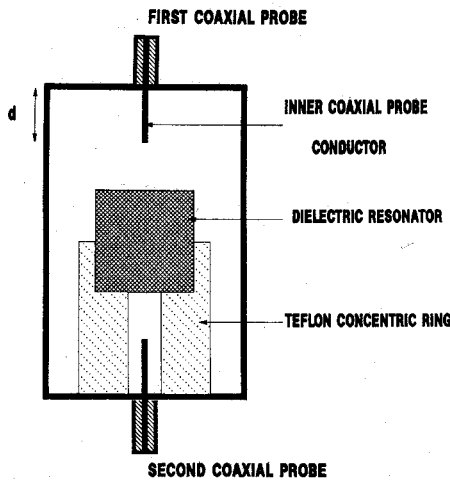 FIRST COAXIAL PROBE
d
INNER COAXIAL PROBE
CONDUCTOR
DIELECTRIC RESONATOR
TEFLON CONCENTRIC RING
SECOND COAXIAL PROBE